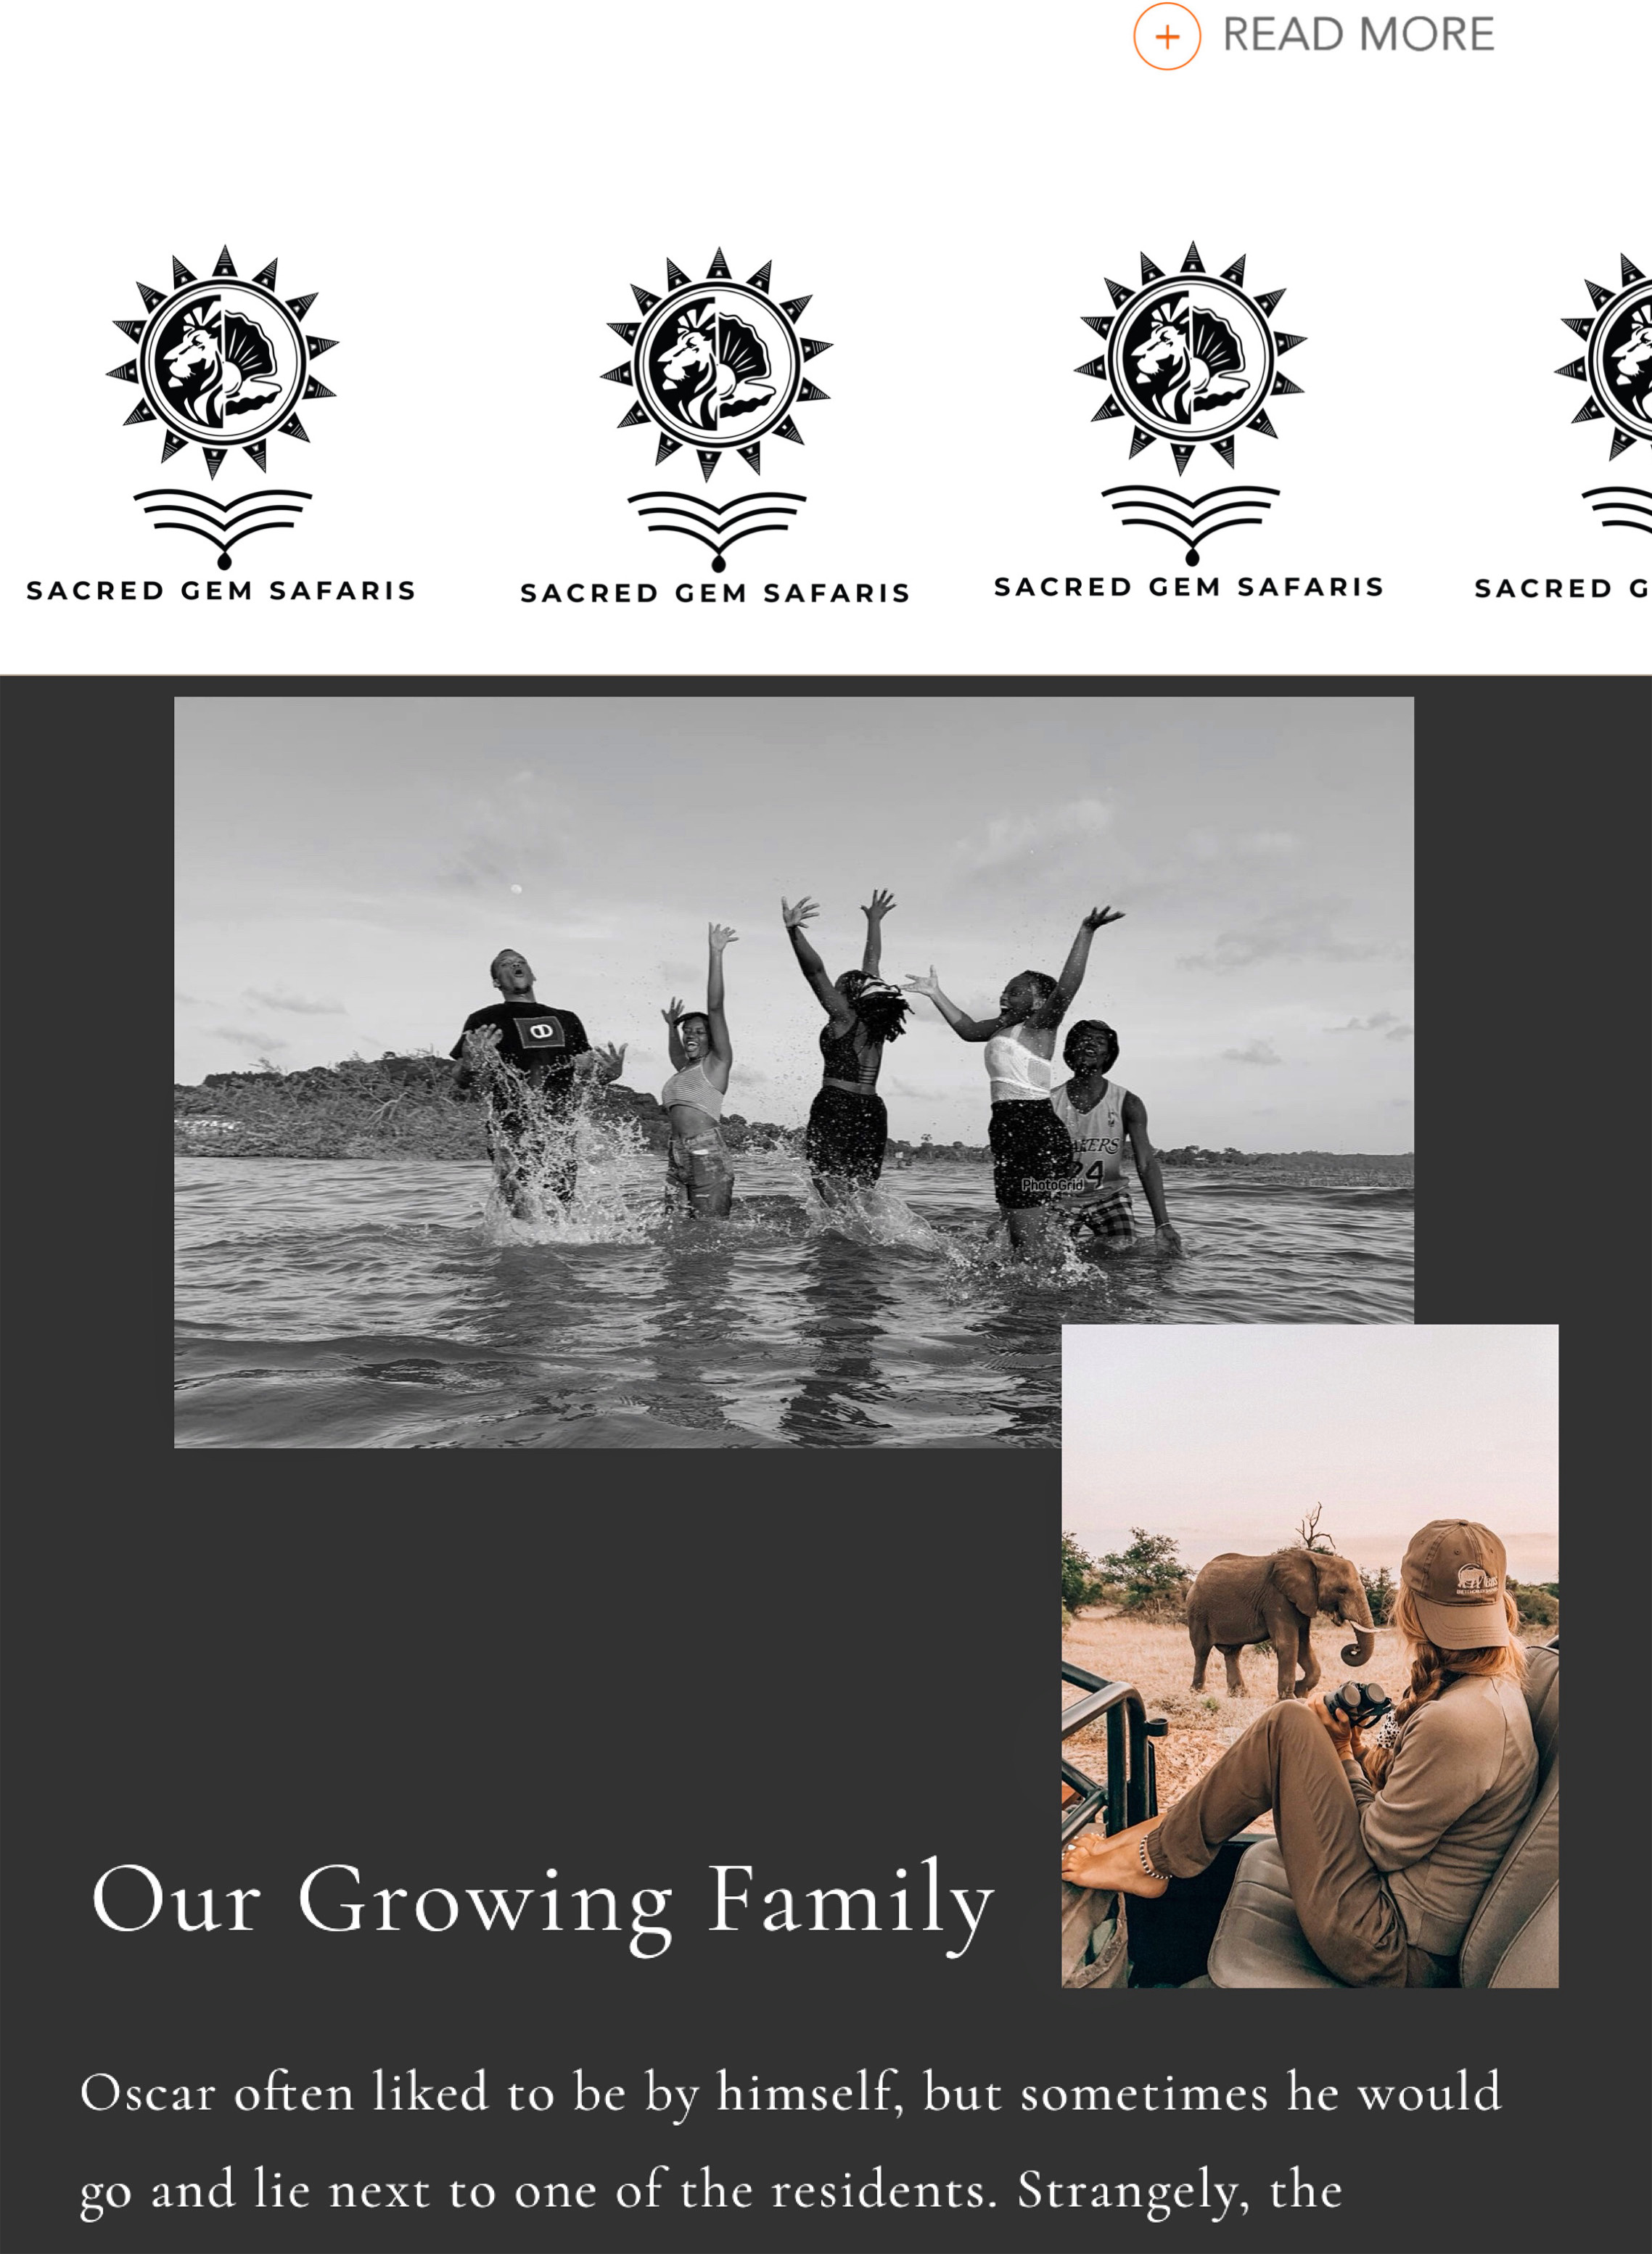 + READ MORE
SACRED GEM SAFARIS
SACRED GEM SAFARIS
SACRED GEM SAFARIS
SACRED G
AKERS
24
PhotoGrid
Our Growing Family
Oscar often liked to be by himself, but sometimes he would
go and lie next to one of the residents. Strangely, the